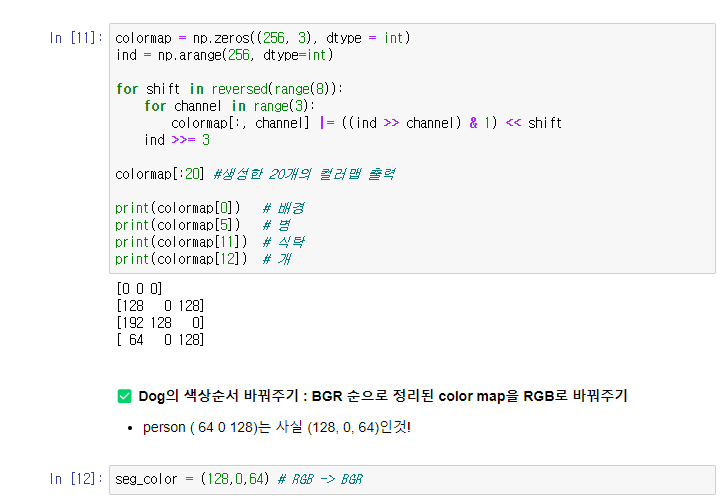 In [11]: colormap = np.zeros((256, 3), dtype = int)
ind = np.arange(256, dtype=int)
for shift in reversed(range(8)):
for channel in range(3):
colormap[:, channel] |= ((ind >> channel) & 1) << shift
ind >>= 3
colormap[:20] #생성한 20개의 컬러맵 출력
print(colormap[0]) # 배경
print(colormap[5]) # 병
print(colormap[11]) # 식탁
print(colormap[12]) # 개
[0 0 0]
[128 0 128]
[192 128 0]
[ 64 0 128]
✅ Dog의 색상순서 바꿔주기 : BGR 순으로 정리된 color map을 RGB로 바꿔주기
• person ( 64 0 128)는 사실 (128, 0, 64)인것!
In [12]: seg_color = (128,0,64) # RGB -> BGR